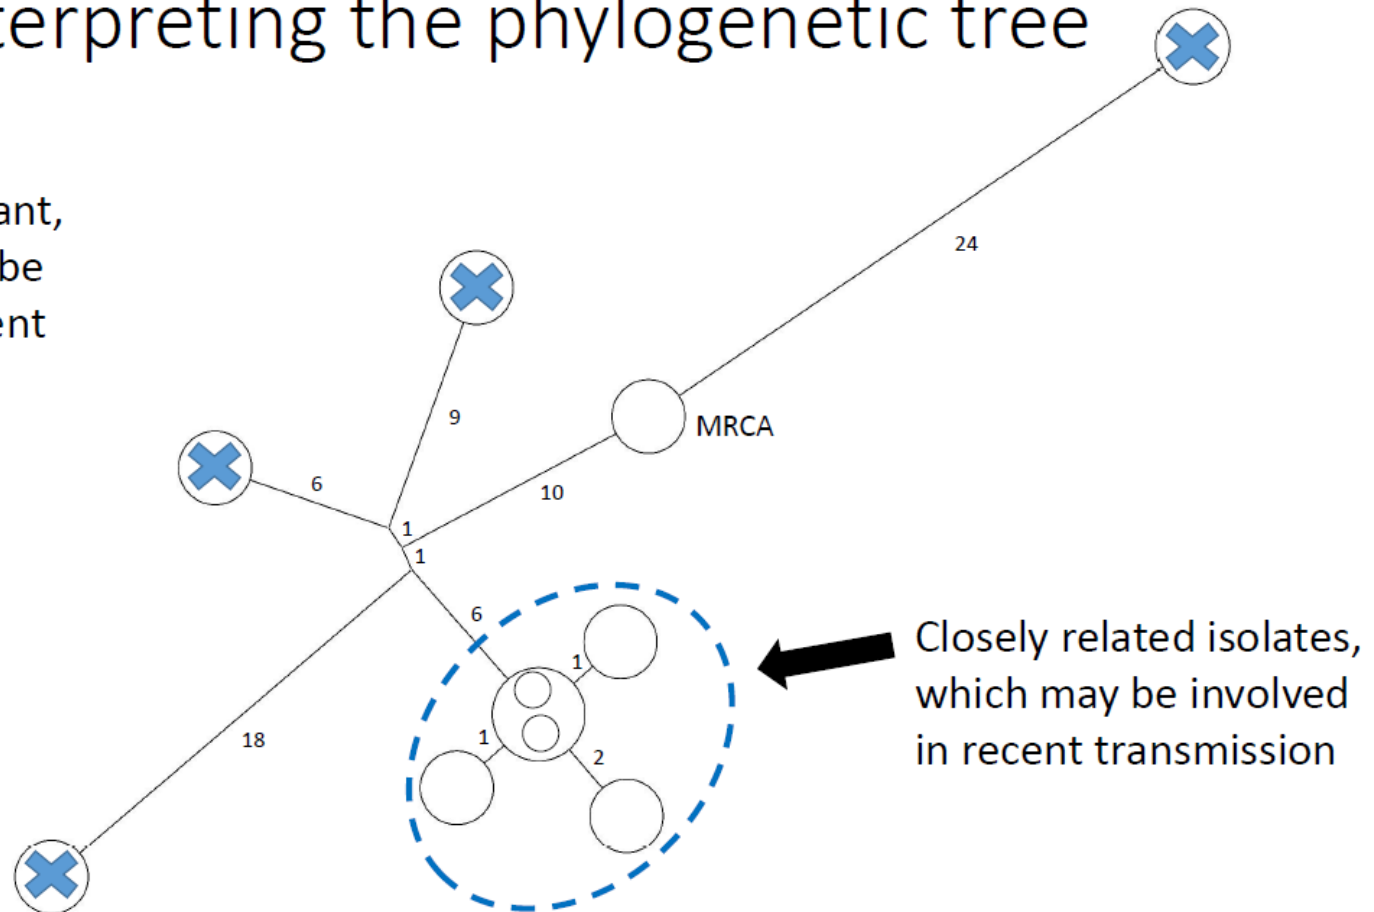 terpreting the phylogenetic tree
ant,
be
ent
24
9
MRCA
6
10
1
1
6
1
18
1
2
Closely related isolates,
which may be involved
in recent transmission